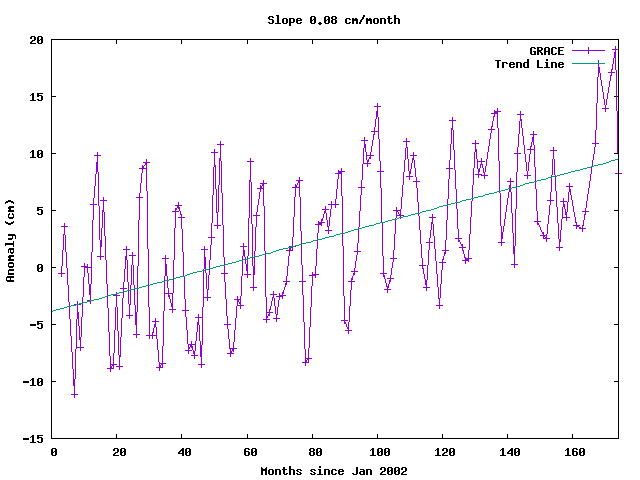 Slope 0.08 cm/month
GRACE
Trend Line
20
15
10
5
0
-5
-10
-15
Anomaly (cm)
0 20 40 60 80 100 120 140 160
Months since Jan 2002